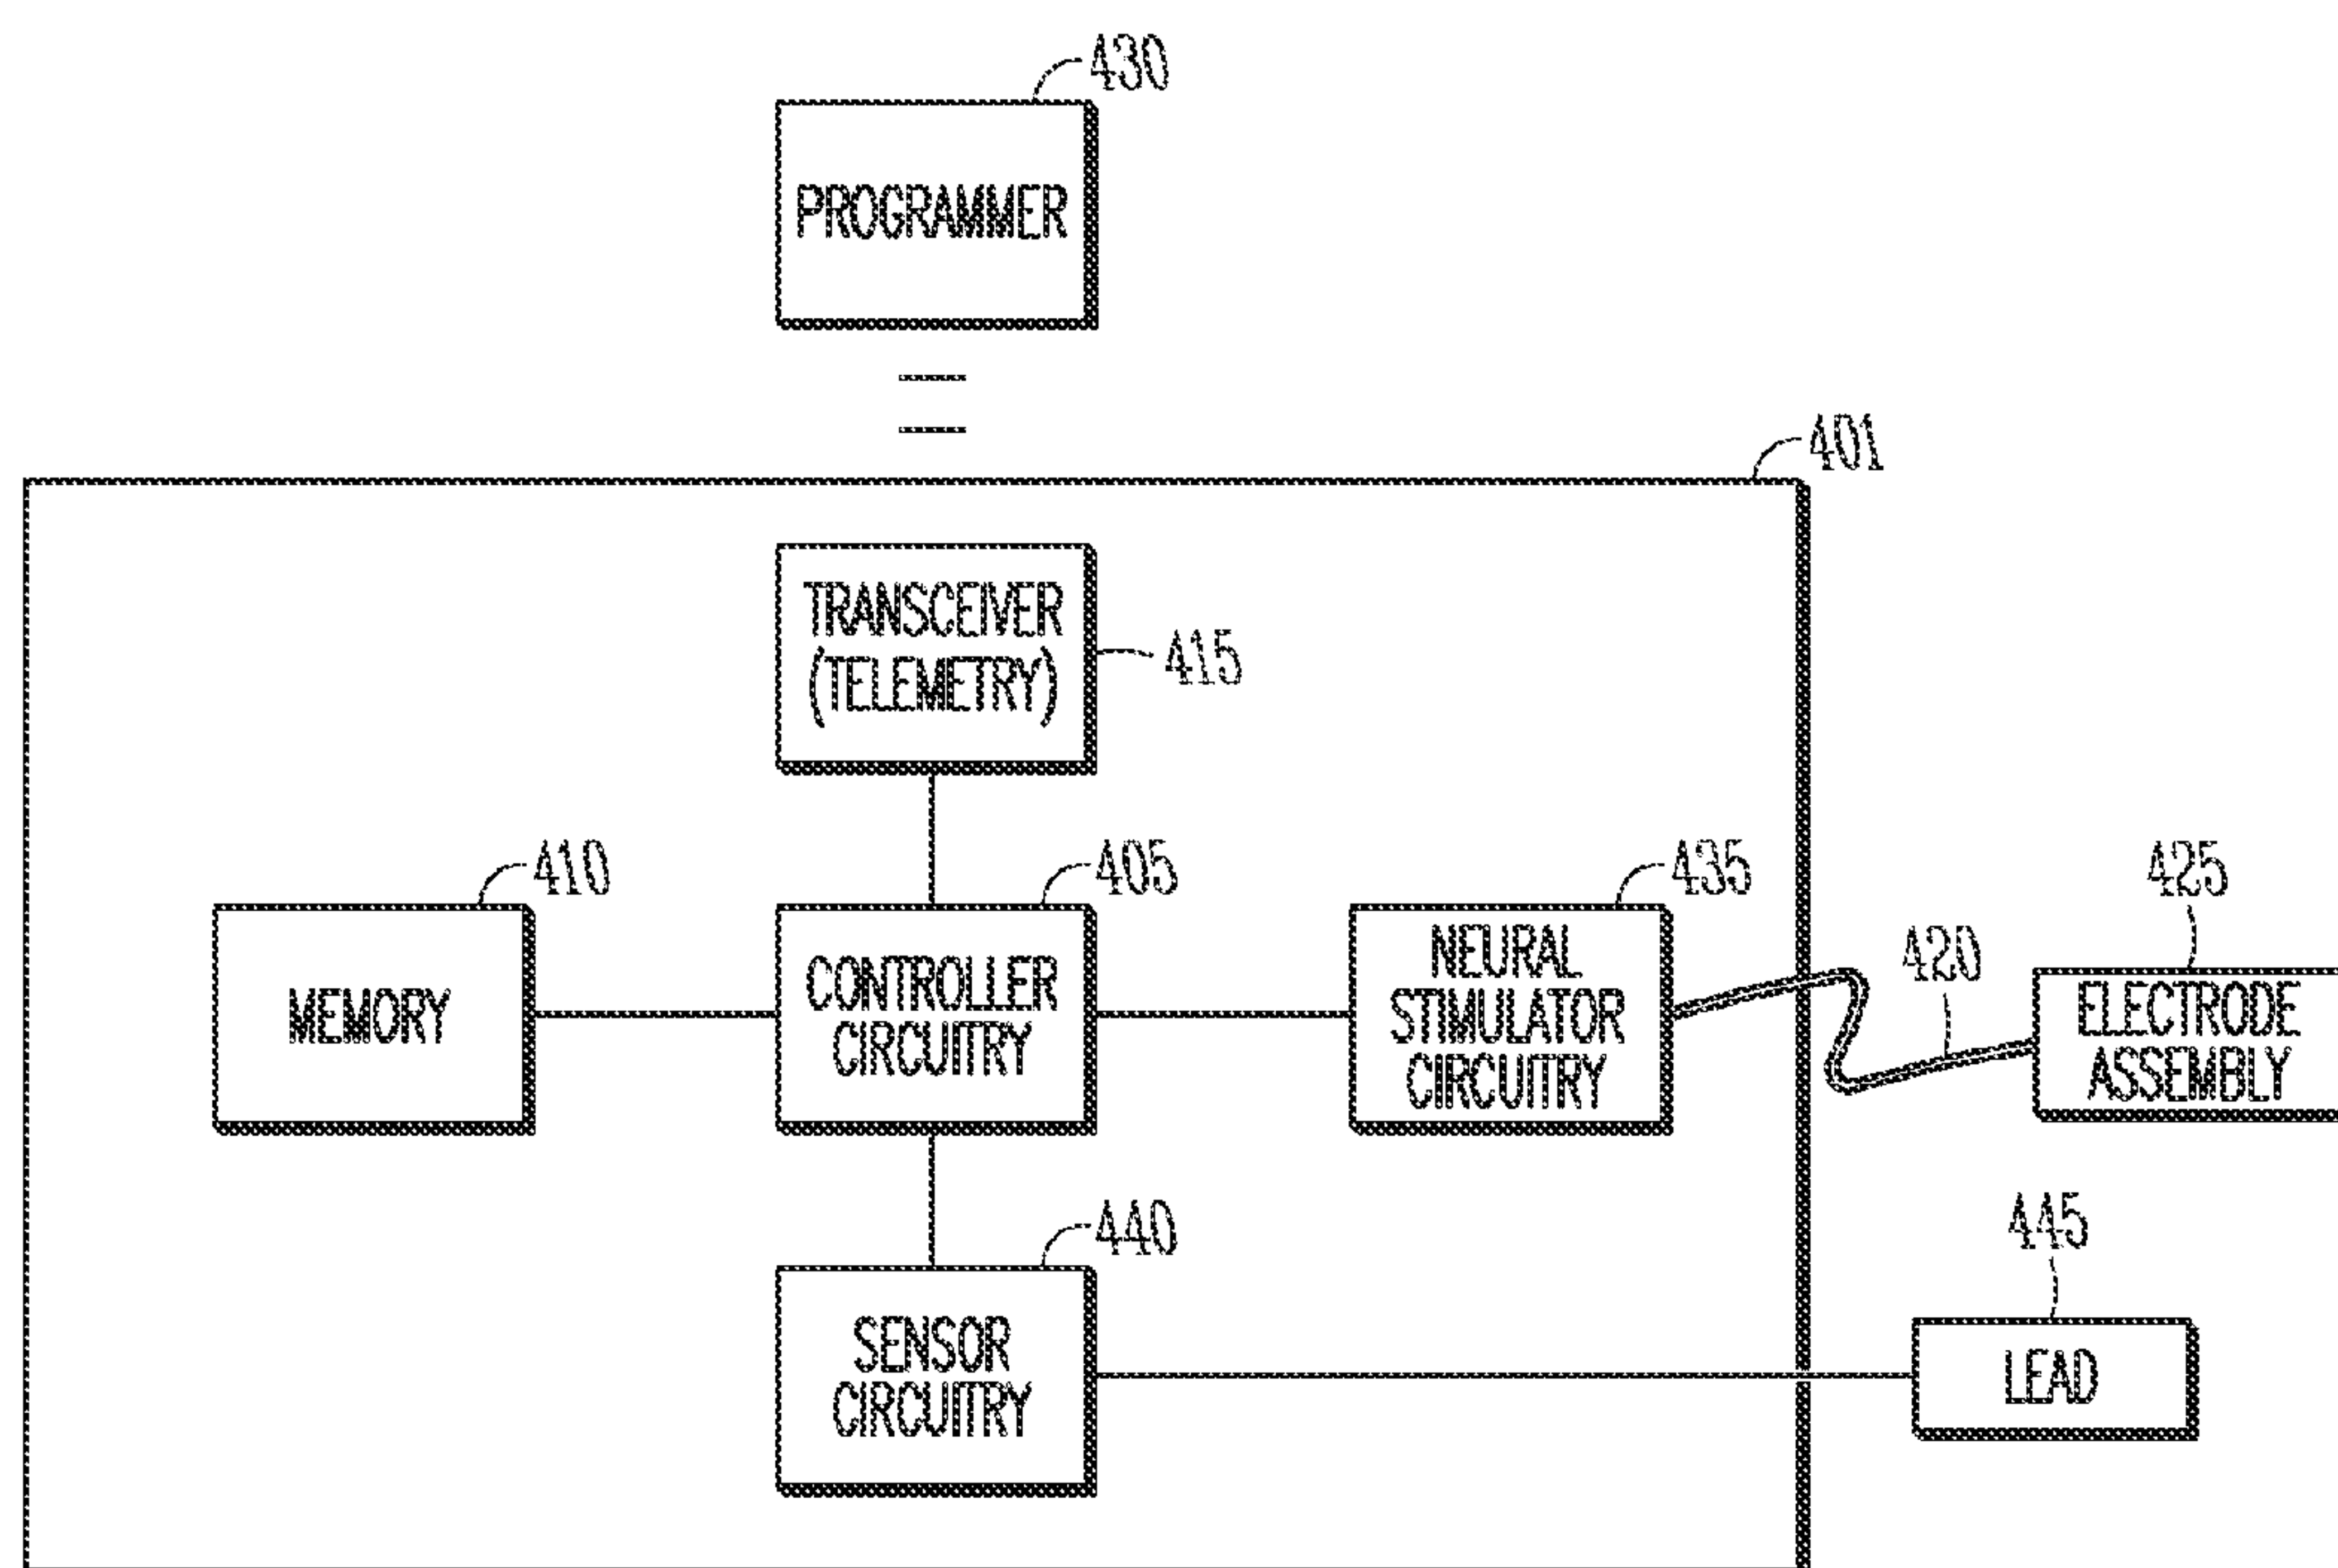 430
PROGRAMMER
401
TRANSCEIVER
(TELEMETRY)
415
410
405
435
425
420
MEMORY
CONTROLLER
CIRCUITRY
NEURAL
STIMULATOR
CIRCUITRY
ELECTRODE
ASSEMBLY
440
445
SENSOR
CIRCUITRY
LEAD